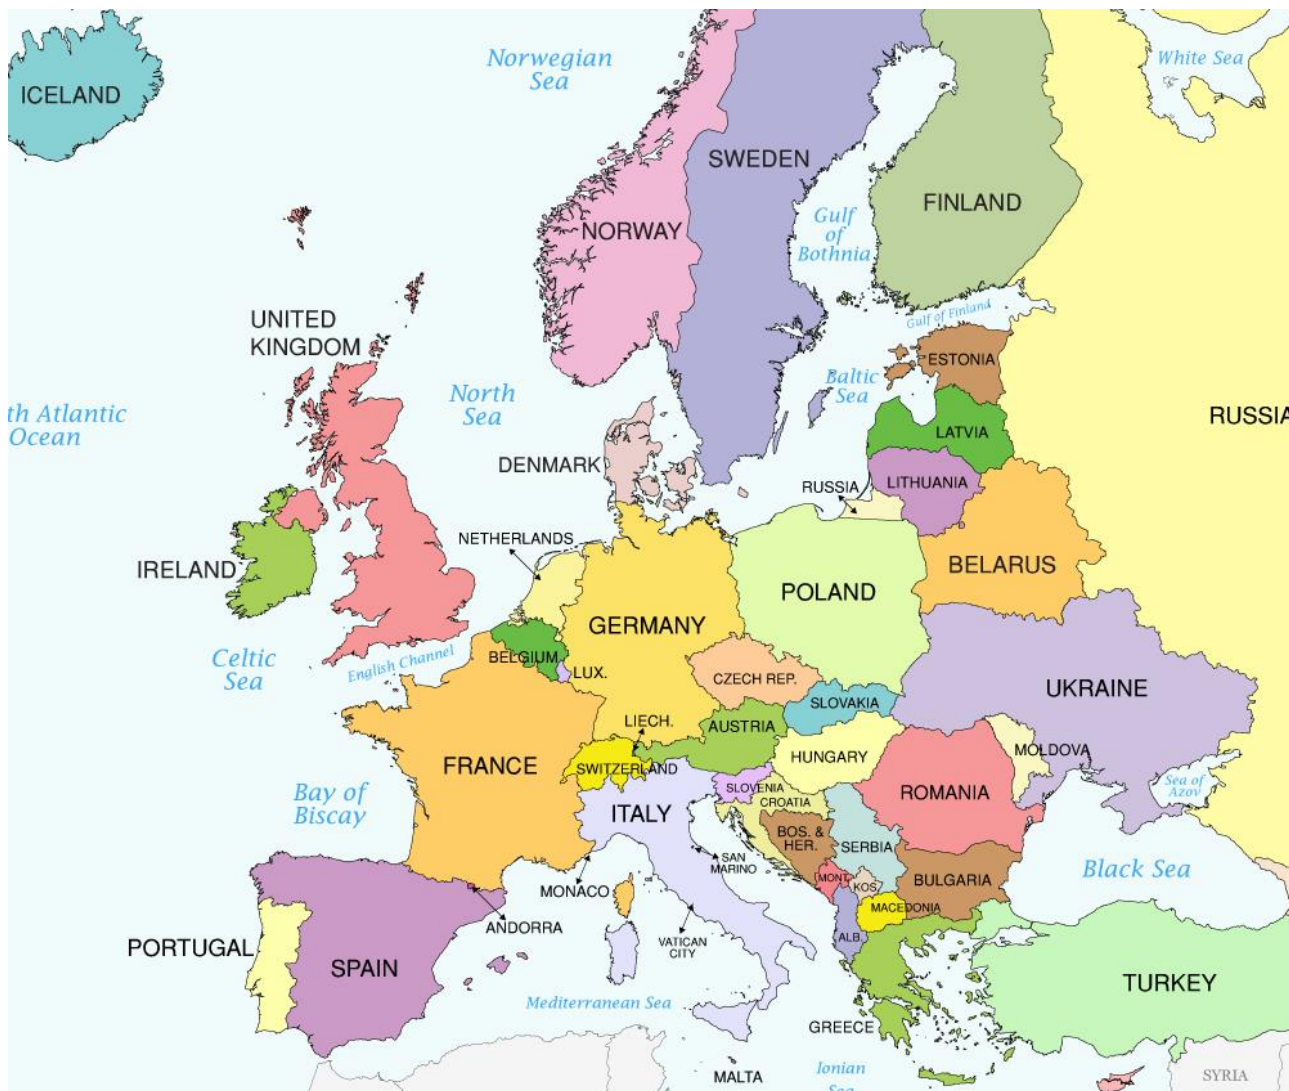 ICELAND
Norwegian
Sea
White Sea
SWEDEN
FINLAND
NORWAY
Gulf
of
Bothnia
UNITED
KINGDOM
Gulf of Finland
ESTONIA
North
Sea
Baltic
Sea
th Atlantic
Ocean
RUSSIA
LATVIA
DENMARK
RUSSIA
LITHUANIA
NETHERLANDS
IRELAND
BELARUS
POLAND
GERMANY
Celtic
Sea
English Channel
BELGIUM
LUX.
CZECH REP.
UKRAINE
SLOVAKIA
LIECH.
AUSTRIA
FRANCE
SWITZERLAND
HUNGARY
MOLDOVA
Bay of
Biscay
ITALY
SLOVENIA
CROATIA
ROMANIA
Sea of
Azov
BOS. &
HER.
SERBIA
SAN
MARINO
Black Sea
MONACO
MONT.
KOS.
BULGARIA
ANDORRA
MACEDONIA
PORTUGAL
SPAIN
VATICAN
CITY
ALB.
TURKEY
Mediterranean Sea
GREECE
MALTA
Ionian
Sea
SYRIA